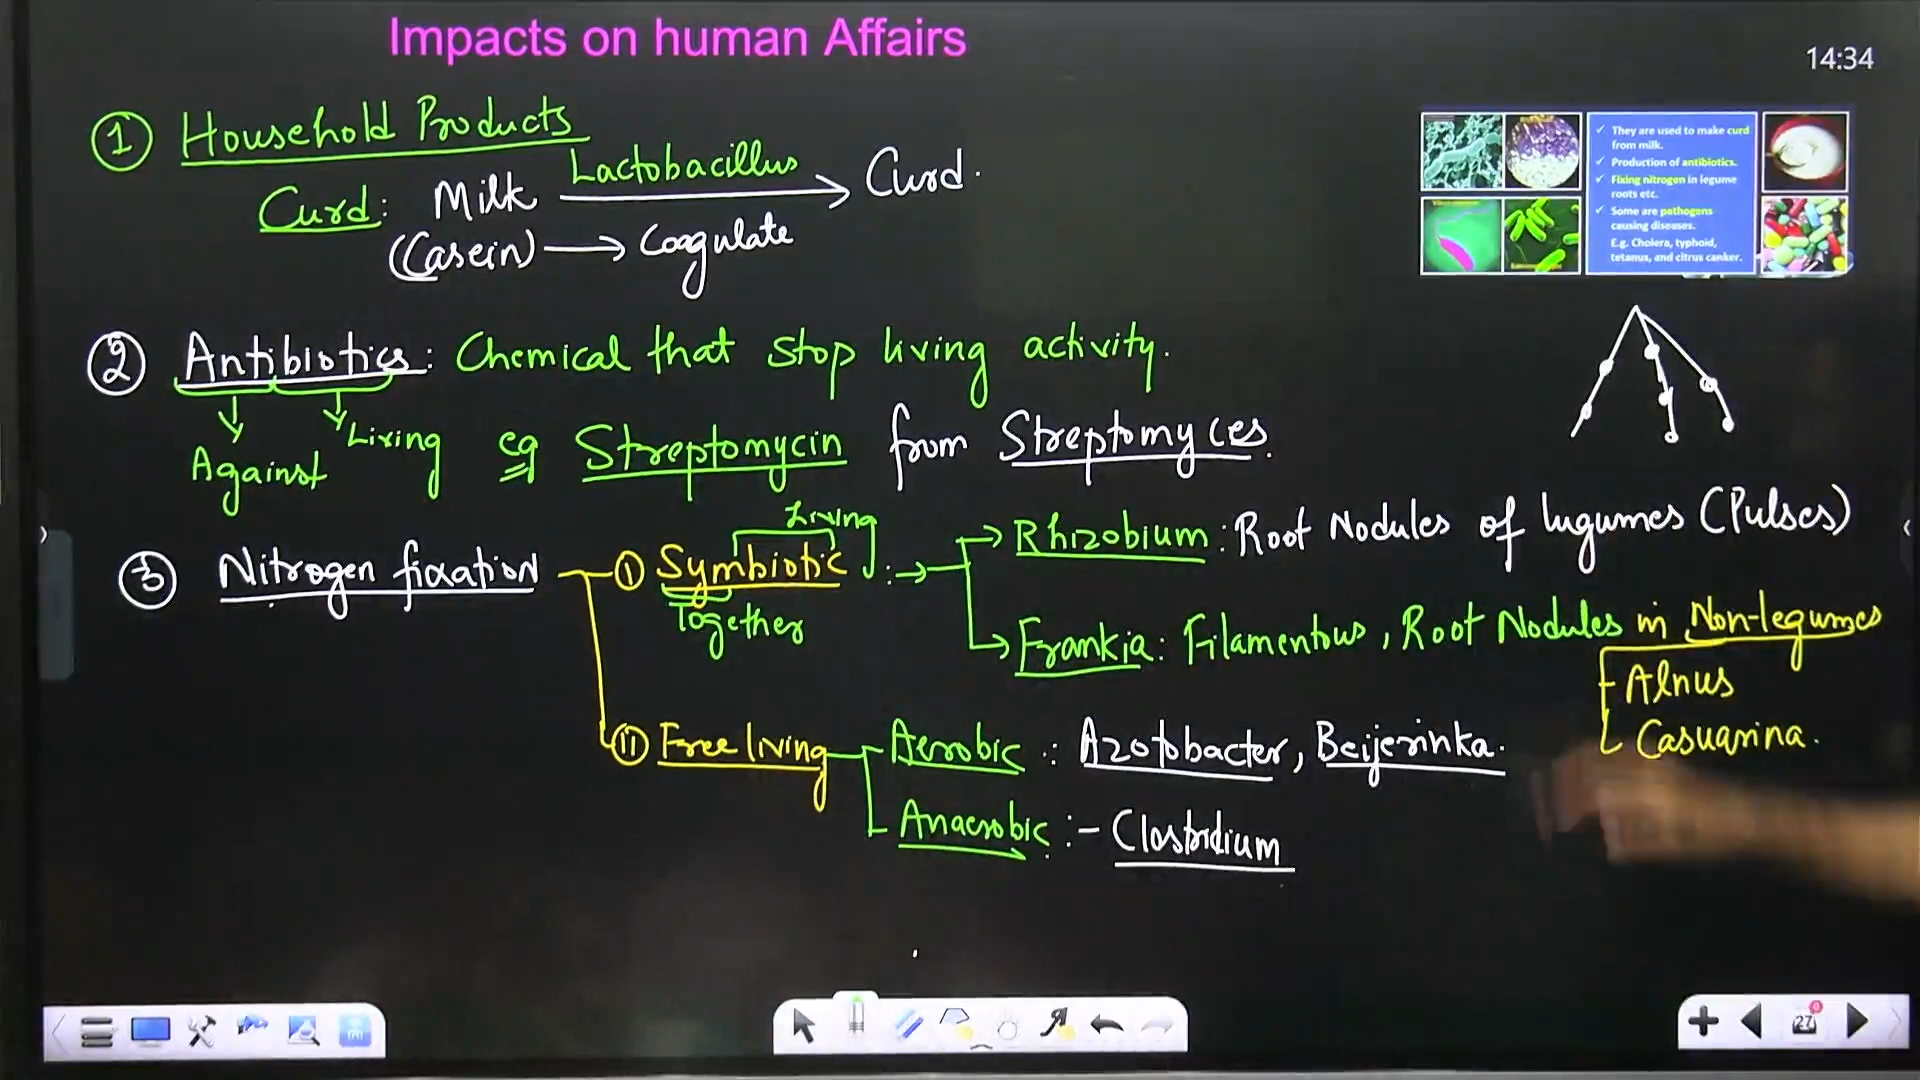 Impacts on human Affairs
14:34
① Household Products
Curd: Milk Lactobacillus → Curd.
(Casein) → Coagulate
✓ They are used to make curd
from milk.
✓ Production of antibiotics.
✓ Fixing nitrogen in legume
roots etc.
✓ Some are pathogens
causing diseases.
E.g. Cholera, typhoid,
tetanus, and citrus canker.
② Antibiotics: Chemical that stop living activity.
Against Living eg Streptomycin from Streptomyces.
③ Nitrogen fixation
① Symbiotic :→
Living
Together
→ Rhizobium: Root Nodules of legumes (Pulses)
→ Frankia: Filamentous, Root Nodules in Non-legumes
Alnus
Casuarina.
② Free living
Aerobic : Azotobacter, Beijerinka.
Anaerobic :- Clostridium
27